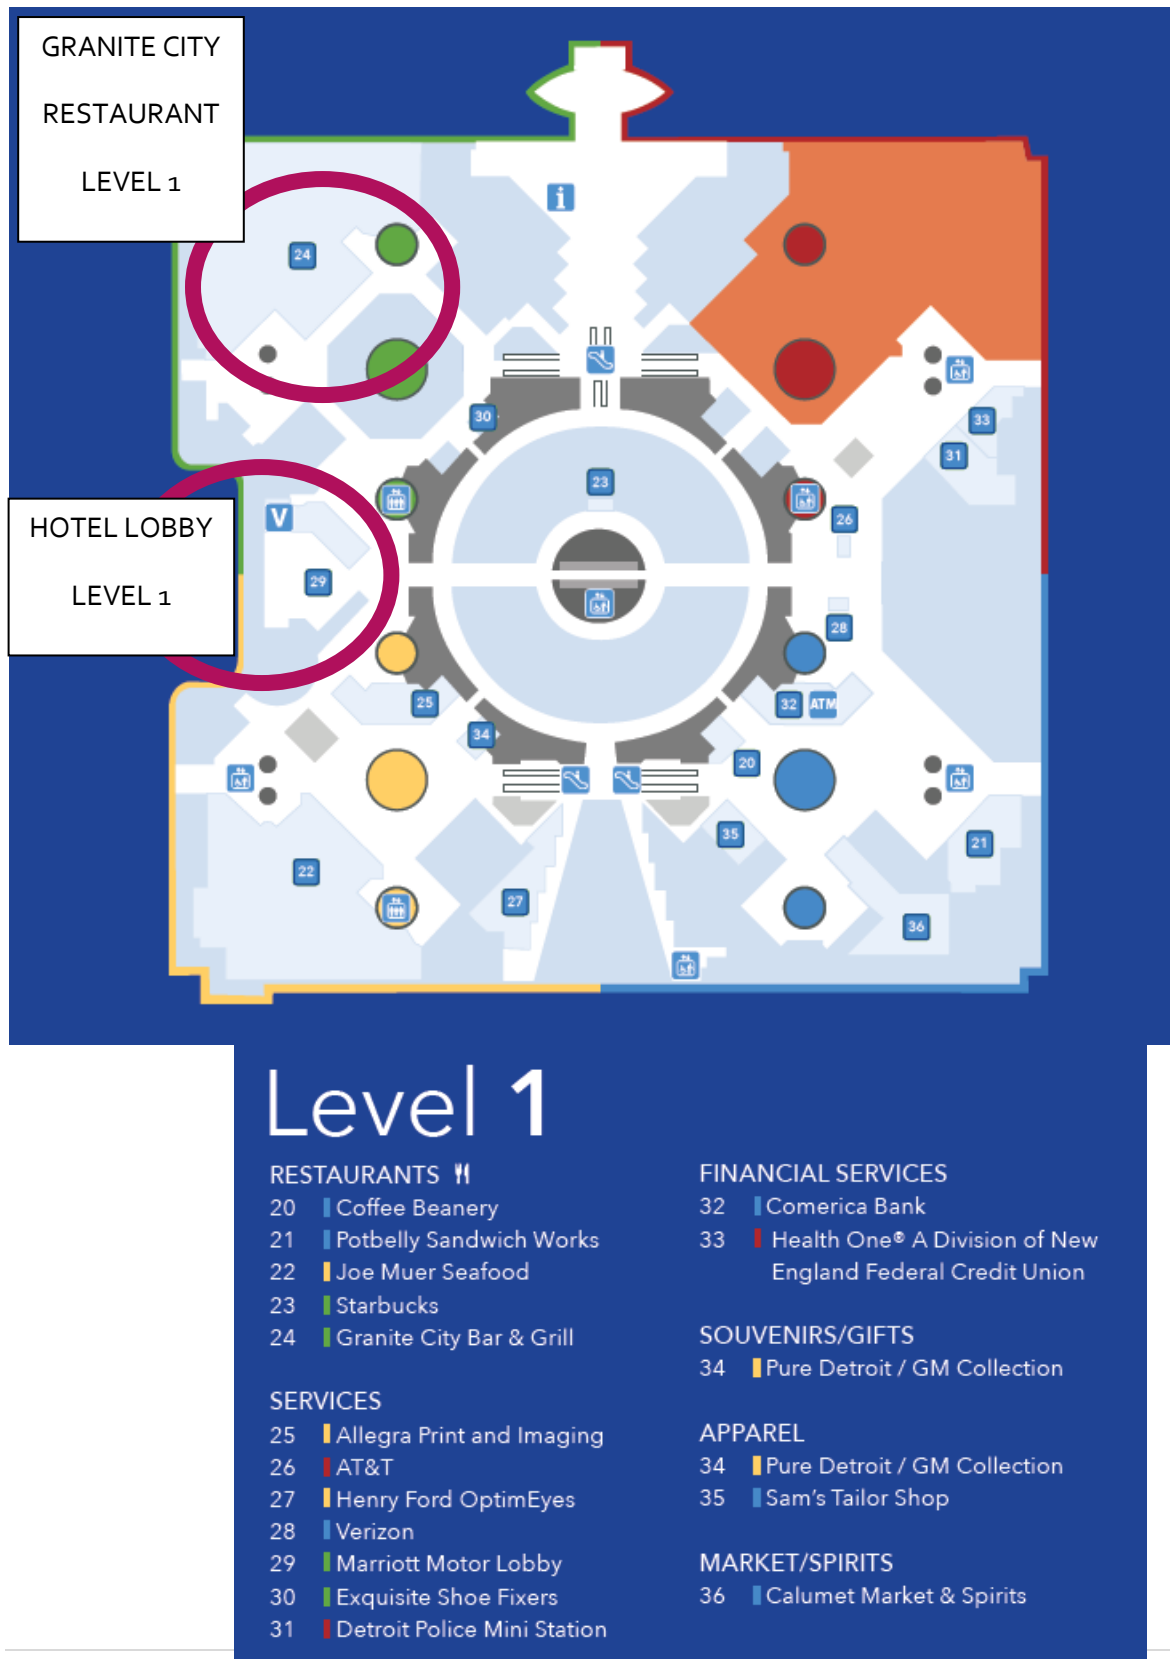 GRANITE CITY
RESTAURANT
LEVEL 1
i
24
30
23
33
31
V
26
HOTEL LOBBY
LEVEL 1
29
28
25
32
ATM
34
20
35
21
22
27
36
Level 1
RESTAURANTS
20 Coffee Beanery
21 Potbelly Sandwich Works
22 Joe Muer Seafood
23 Starbucks
24 Granite City Bar & Grill
SERVICES
25 Allegra Print and Imaging
26 AT&T
27 Henry Ford OptimEyes
28 Verizon
29 Marriott Motor Lobby
30 Exquisite Shoe Fixers
31 Detroit Police Mini Station
FINANCIAL SERVICES
32 Comerica Bank
33 Health One® A Division of New
England Federal Credit Union
SOUVENIRS/GIFTS
34 Pure Detroit / GM Collection
APPAREL
34 Pure Detroit / GM Collection
35 Sam's Tailor Shop
MARKET/SPIRITS
36 Calumet Market & Spirits